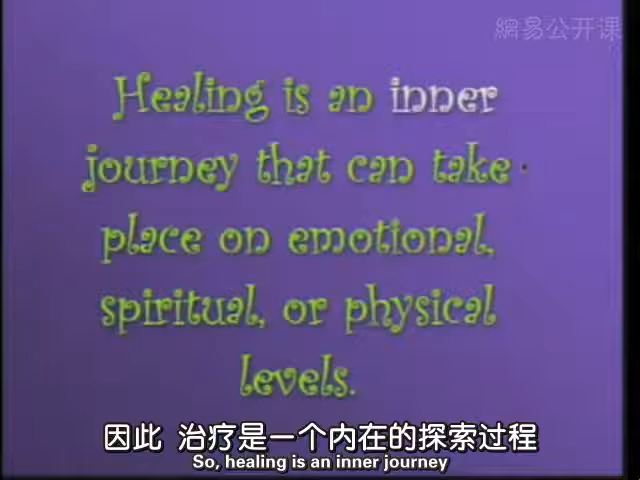 網易公开课
Healing is an inner
journey that can take
place on emotional,
spiritual, or physical
levels.
因此 治疗是一个内在的探索过程
So, healing is an inner journey